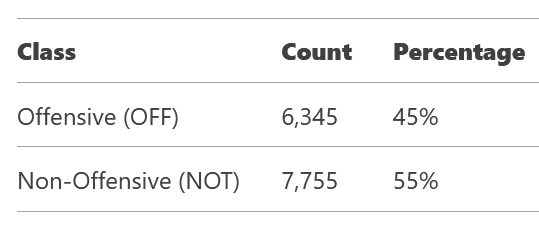 Class Count Percentage
Offensive (OFF) 6,345 45%
Non-Offensive (NOT) 7,755 55%